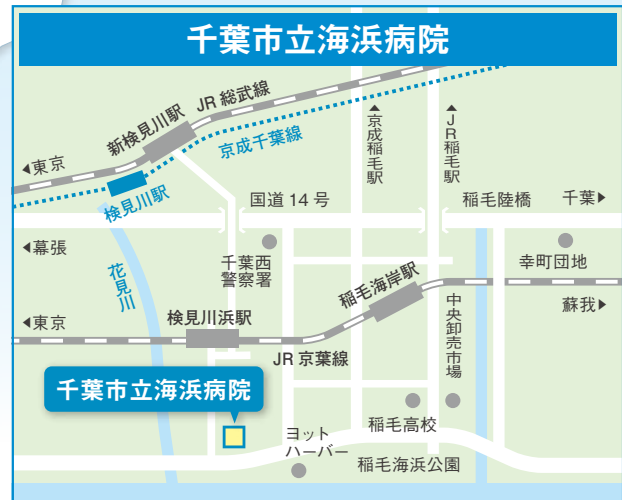 千葉市立海浜病院
JR 総武線
新検見川駅
京成千葉線
▲京成稲毛駅
▲JR稲毛駅
◀東京
検見川駅
国道 14 号
稲毛陸橋
千葉▶
◀幕張
花見川
千葉西
警察署
稲毛海岸駅
幸町団地
◀東京
検見川浜駅
JR 京葉線
中央卸売市場
蘇我▶
千葉市立海浜病院
ヨット
ハーバー
稲毛高校
稲毛海浜公園